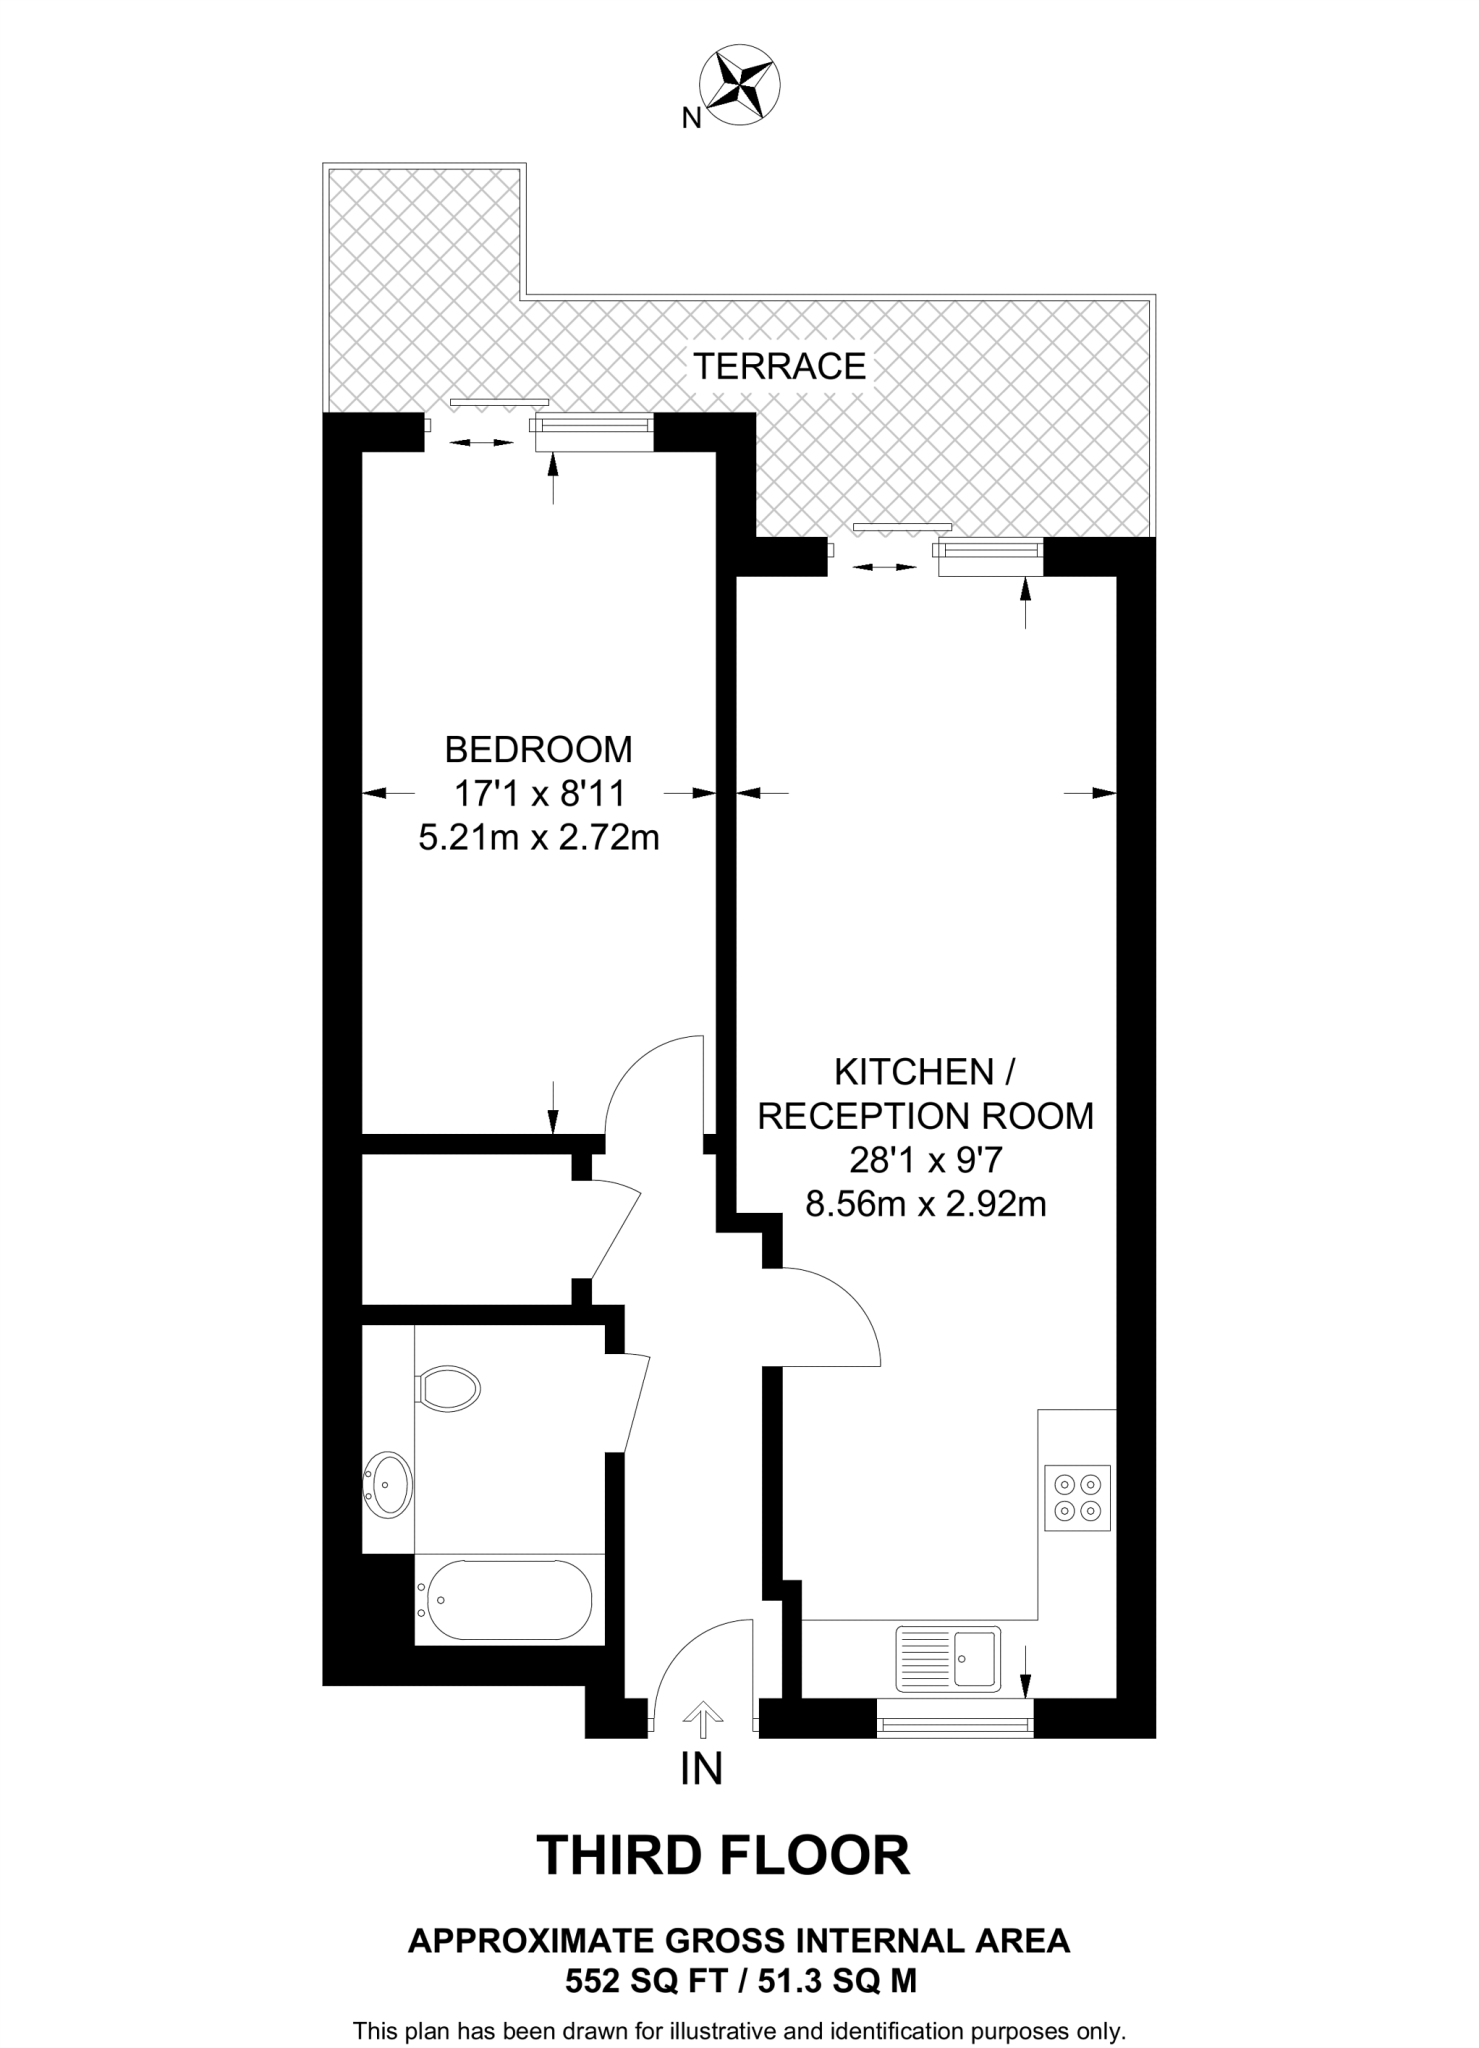 N
TERRACE
BEDROOM
17'1 x 8'11
5.21m x 2.72m
KITCHEN /
RECEPTION ROOM
28'1 x 9'7
8.56m x 2.92m
IN
THIRD FLOOR
APPROXIMATE GROSS INTERNAL AREA
552 SQ FT / 51.3 SQ M
This plan has been drawn for illustrative and identification purposes only.